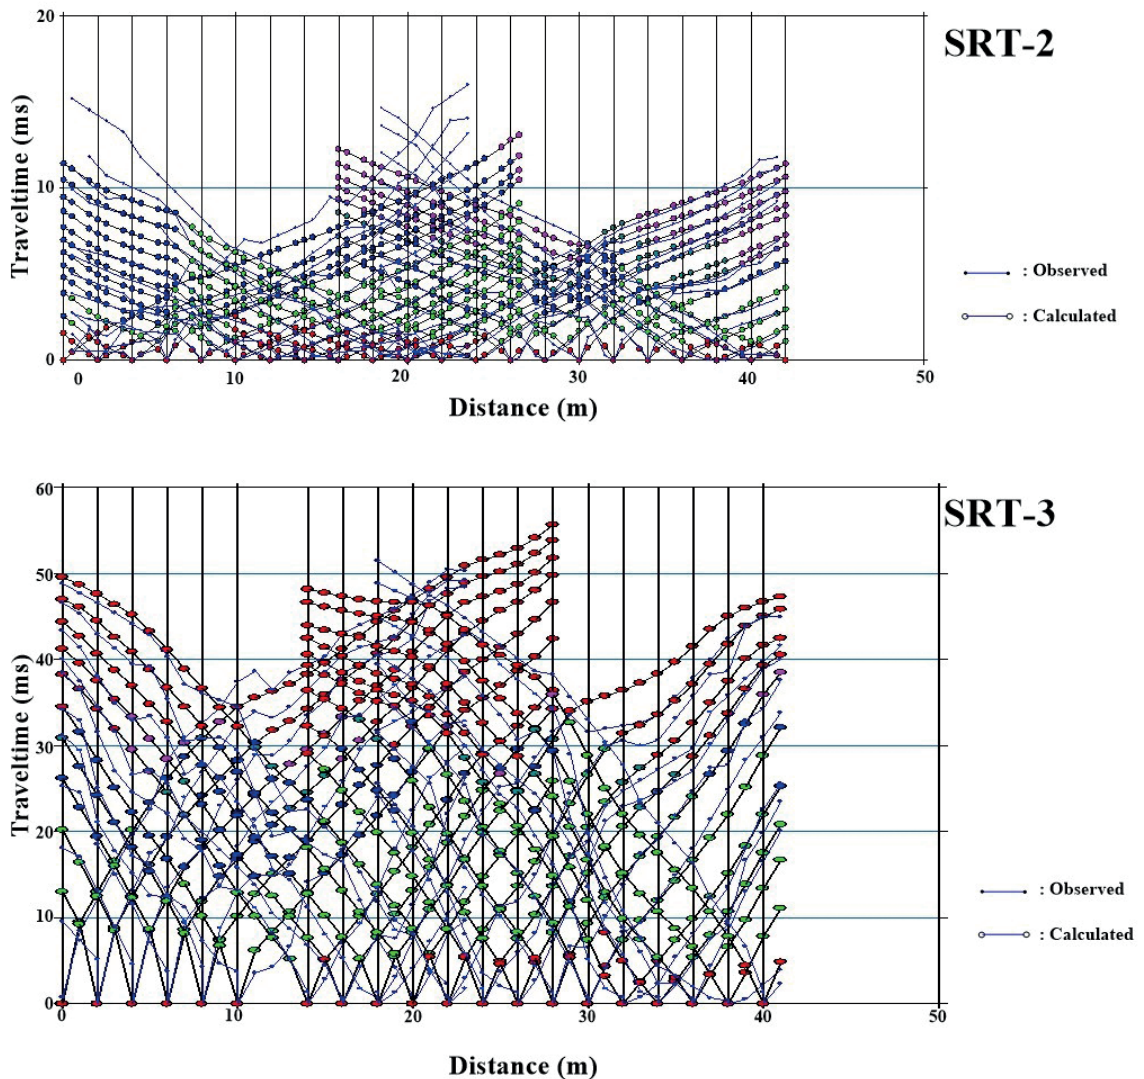 20
SRT-2
Traveltime (ms)
10
: Observed
: Calculated
0
0 10 20 30 40 50
Distance (m)
60
SRT-3
50
40
Traveltime (ms)
30
20
: Observed
10
: Calculated
0
0 10 20 30 40 50
Distance (m)